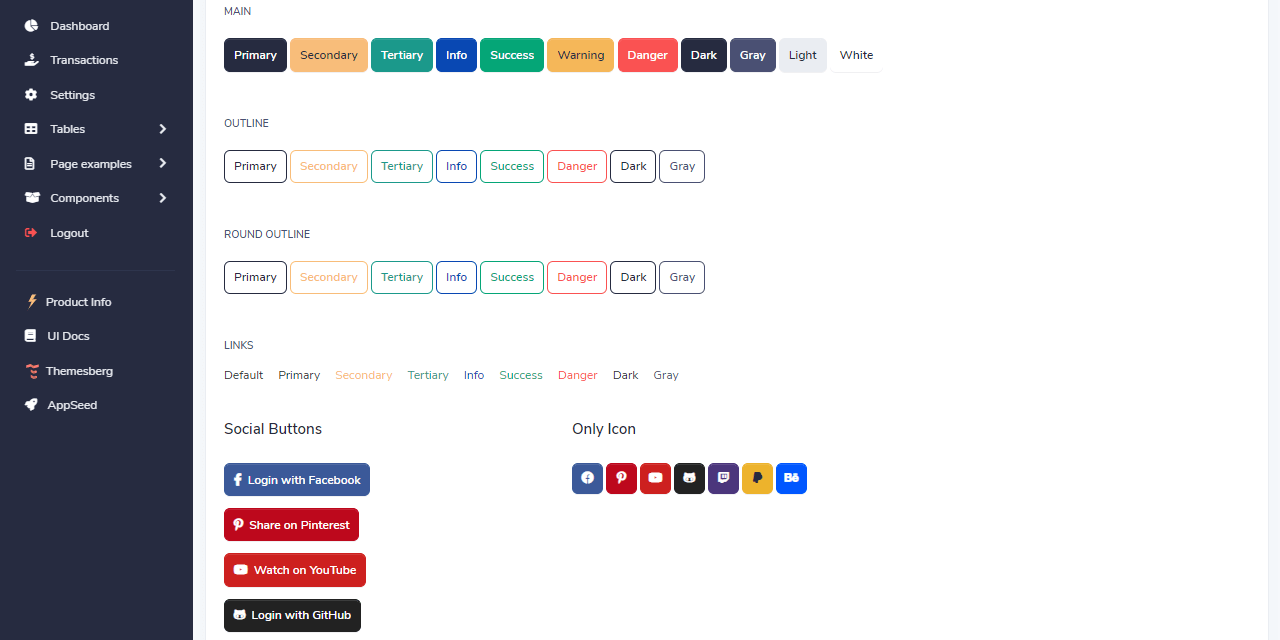 Dashboard
Transactions
Settings
Tables
Page examples
Components
Logout
Product Info
UI Docs
Themesberg
AppSeed
MAIN
Primary Secondary Tertiary Info Success Warning Danger Dark Gray Light White
OUTLINE
Primary Secondary Tertiary Info Success Danger Dark Gray
ROUND OUTLINE
Primary Secondary Tertiary Info Success Danger Dark Gray
LINKS
Default Primary Secondary Tertiary Info Success Danger Dark Gray
Social Buttons
Login with Facebook
Share on Pinterest
Watch on YouTube
Login with GitHub
Only Icon
Bē